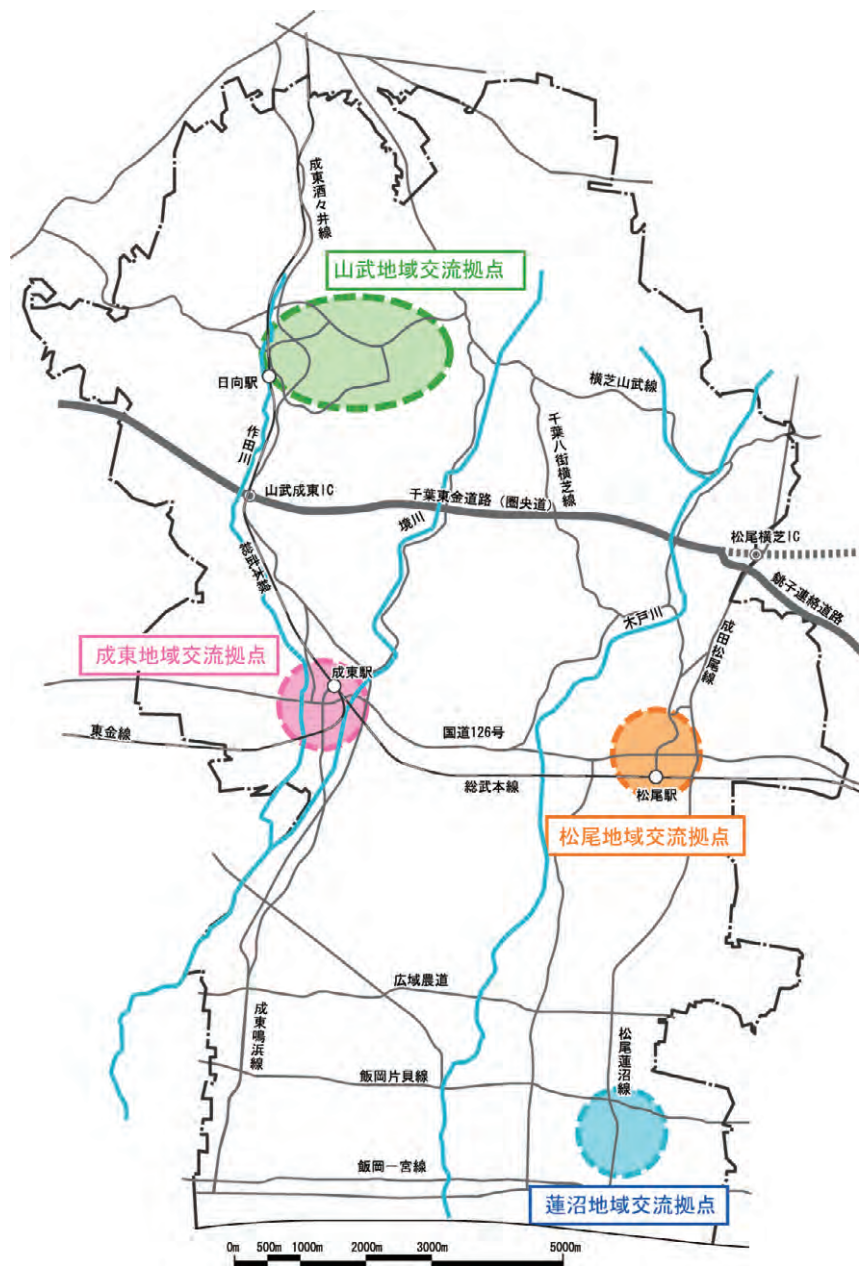 成東酒々井線
山武地域交流拠点
日向駅
横芝山武線
作田川
千葉八街横芝線
山武成東IC
千葉東金道路（圏央道）
境川
松尾横芝IC
総武本線
銚子連絡道路
木戸川
成田松尾線
成東地域交流拠点
成東駅
東金線
国道126号
総武本線
松尾駅
松尾地域交流拠点
広域農道
成東鳴浜線
松尾蓮沼線
飯岡片貝線
飯岡一宮線
蓮沼地域交流拠点
0m 500m 1000m 2000m 3000m 5000m